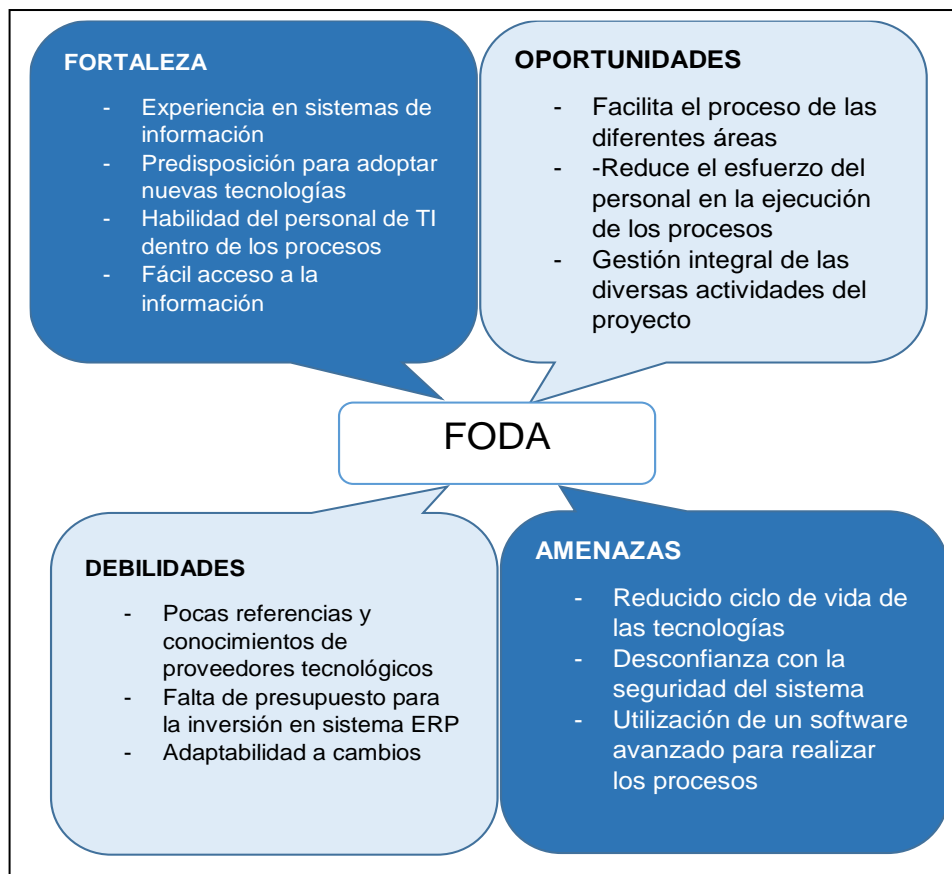 FORTALEZA
- Experiencia en sistemas de
información
- Predisposición para adoptar
nuevas tecnologías
- Habilidad del personal de TI
dentro de los procesos
- Fácil acceso a la
información
OPORTUNIDADES
- Facilita el proceso de las
diferentes áreas
- -Reduce el esfuerzo del
personal en la ejecución
de los procesos
- Gestión integral de las
diversas actividades del
proyecto
FODA
DEBILIDADES
- Pocas referencias y
conocimientos de
proveedores tecnológicos
- Falta de presupuesto para
la inversión en sistema ERP
- Adaptabilidad a cambios
AMENAZAS
- Reducido ciclo de vida de
las tecnologías
- Desconfianza con la
seguridad del sistema
- Utilización de un software
avanzado para realizar
los procesos